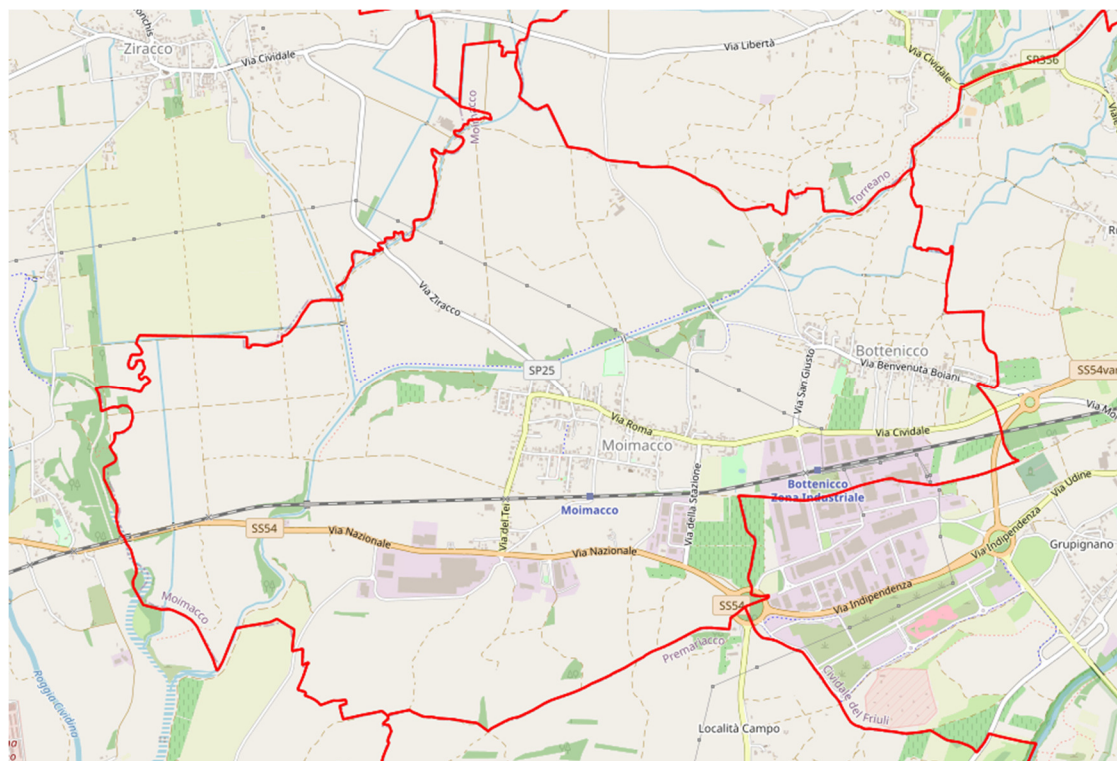 Ziracco
Via Cividale
Via Libertà
Via Cividale
SR356
Moimacco
Torreano
Via Ziracco
SP25
Bottenicco
Via Benvenuta Boiani
Via San Giusto
SS54var
Via Roma
Moimacco
Via Cividale
Bottenicco
Zona Industriale
Via Udine
Via dei Tei
Moimacco
Via della Stazione
SS54
Via Nazionale
Via Nazionale
Via Indipendenza
Grupignano
Moimacco
SS54
Via Indipendenza
Premariacco
Cividale del Friuli
Roggia Cividina
Località Campo